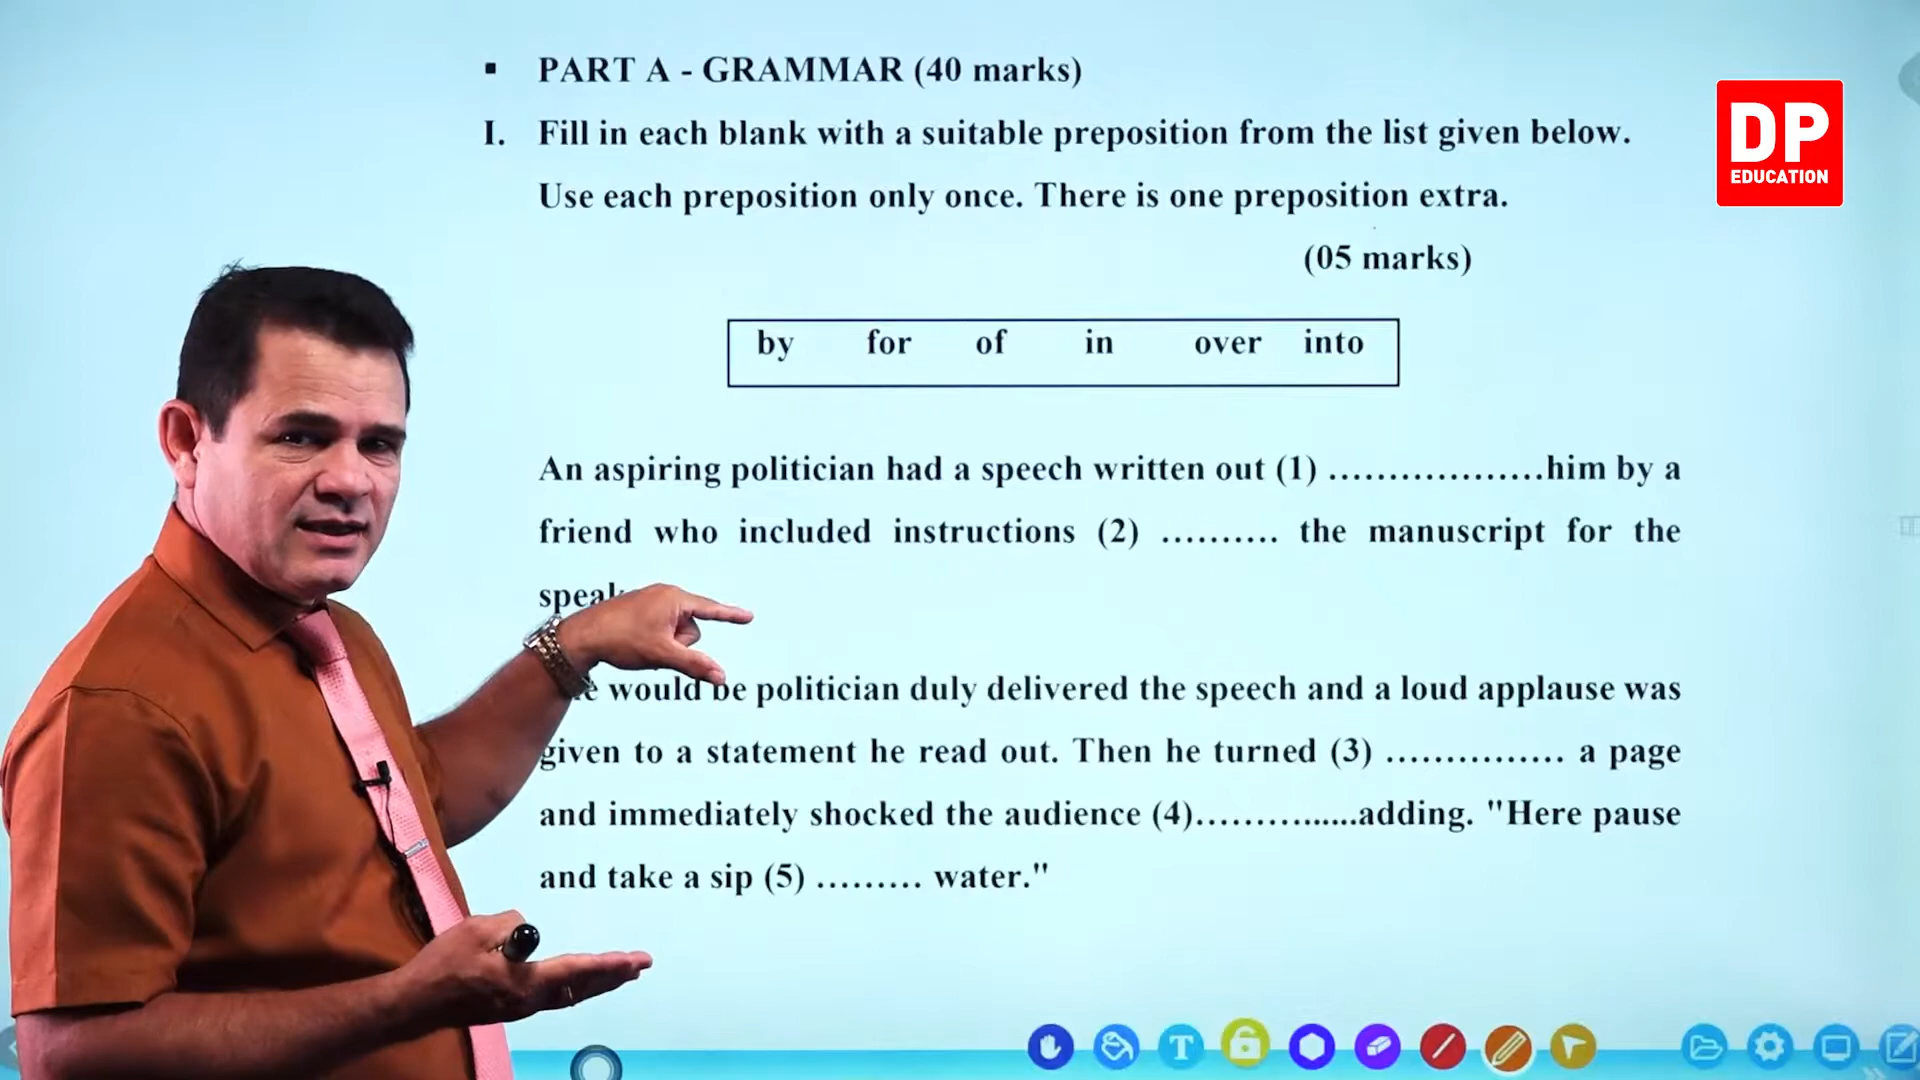 ▪ PART A - GRAMMAR (40 marks)
I. Fill in each blank with a suitable preposition from the list given below.
Use each preposition only once. There is one preposition extra.
(05 marks)
DP
EDUCATION
by for of in over into
An aspiring politician had a speech written out (1) ..................him by a
friend who included instructions (2) .......... the manuscript for the
would be politician duly delivered the speech and a loud applause was
given to a statement he read out. Then he turned (3) ............... a page
and immediately shocked the audience (4)...............adding. "Here pause
and take a sip (5) ......... water."
T